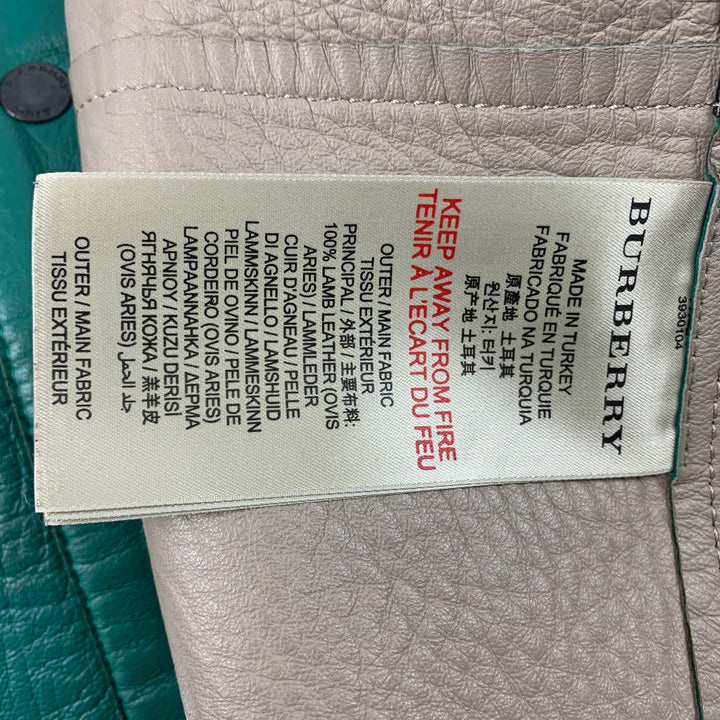 BURBERRY
3930104
MADE IN TURKEY
FABRIQUÉ EN TURQUIE
FABRICADO NA TURQUIA
原產地 土耳其
원산지: 터키
原产地 土耳其
KEEP AWAY FROM FIRE
TENIR À L'ECART DU FEU
OUTER / MAIN FABRIC
TISSU EXTÉRIEUR
PRINCIPAL / 外部 / 主要布料:
100% LAMB LEATHER (OVIS
ARIES) / LAMMLEDER
CUIR D'AGNEAU / PELLE
DI AGNELLO / LAMSHUID
LAMMSKINN / LAMMESKINN
PIEL DE OVINO / PELE DE
CORDEIRO (OVIS ARIES)
LAMPAANNAHKA / ΔΕΡΜΑ
ΑΡΝΙΟΥ / KUZU DERİSİ
ЯГНЯЧЬЯ КОЖА / 羔羊皮
(OVIS ARIES) جلد الحمل
OUTER / MAIN FABRIC
TISSU EXTÉRIEUR